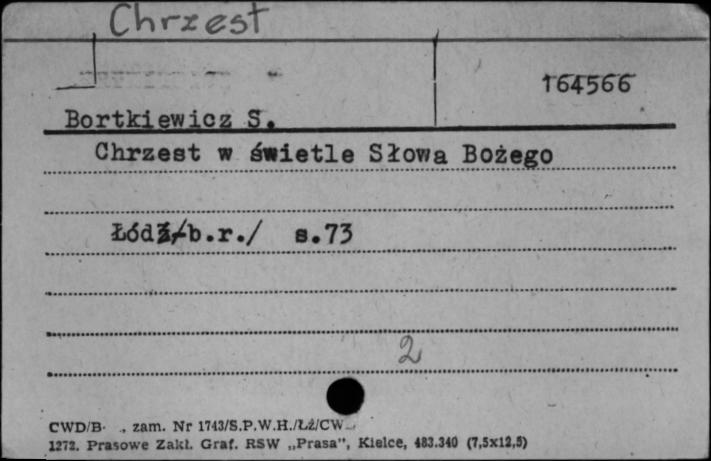 Chrzest
164566
Bortkiewicz S.
Chrzest w świetle Słowa Bożego
Łódź/b.r./ s.73
2
CWD/B- , zam. Nr 1743/S.P.W.H./Łź/CW
1272. Prasowe Zakł. Graf. RSW „Prasa”, Kielce, 483.340 (7,5x12,5)